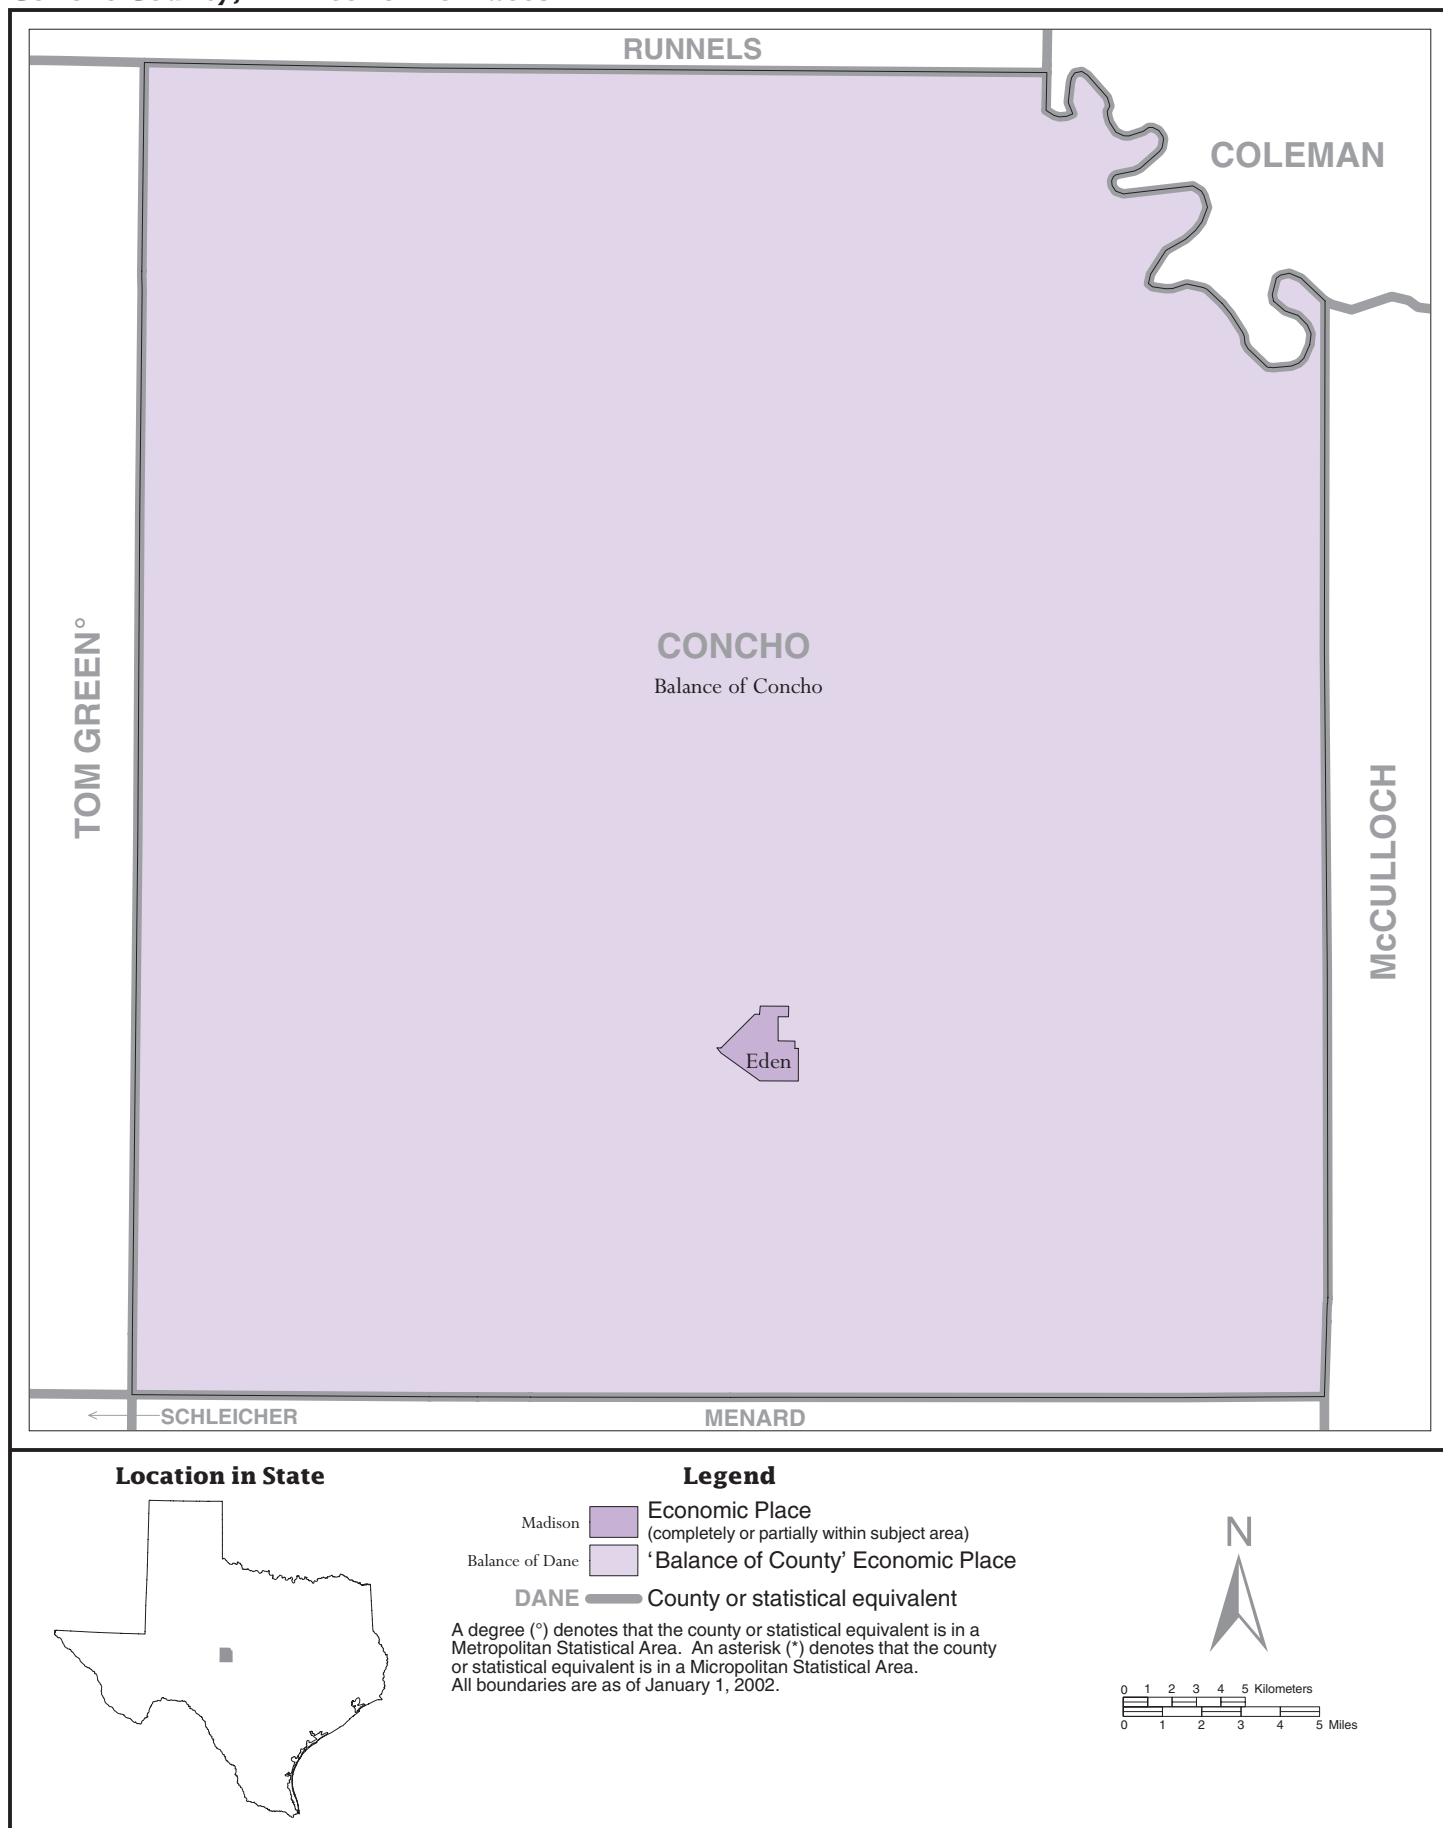 RUNNELS
COLEMAN
TOM GREEN°
CONCHO
Balance of Concho
McCULLOCH
Eden
SCHLEICHER
MENARD
Location in State
Legend
Madison
Economic Place
(completely or partially within subject area)
Balance of Dane
‘Balance of County’ Economic Place
DANE
County or statistical equivalent
A degree (°) denotes that the county or statistical equivalent is in a
Metropolitan Statistical Area. An asterisk (*) denotes that the county
or statistical equivalent is in a Micropolitan Statistical Area.
All boundaries are as of January 1, 2002.
N
0 1 2 3 4 5 Kilometers
0 1 2 3 4 5 Miles